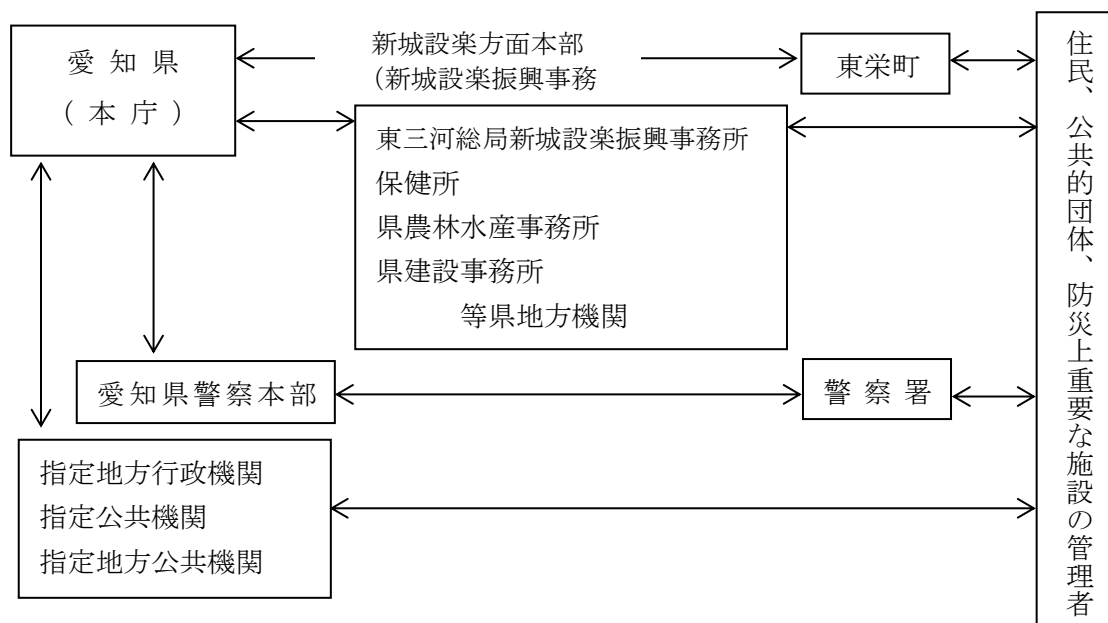 愛知県
(本庁)
新城設楽方面本部
(新城設楽振興事務
東栄町
東三河総局新城設楽振興事務所
保健所
県農林水産事務所
県建設事務所
等県地方機関
愛知県警察本部
警察署
指定地方行政機関
指定公共機関
指定地方公共機関
住民、公共的団体、防災上重要な施設の管理者